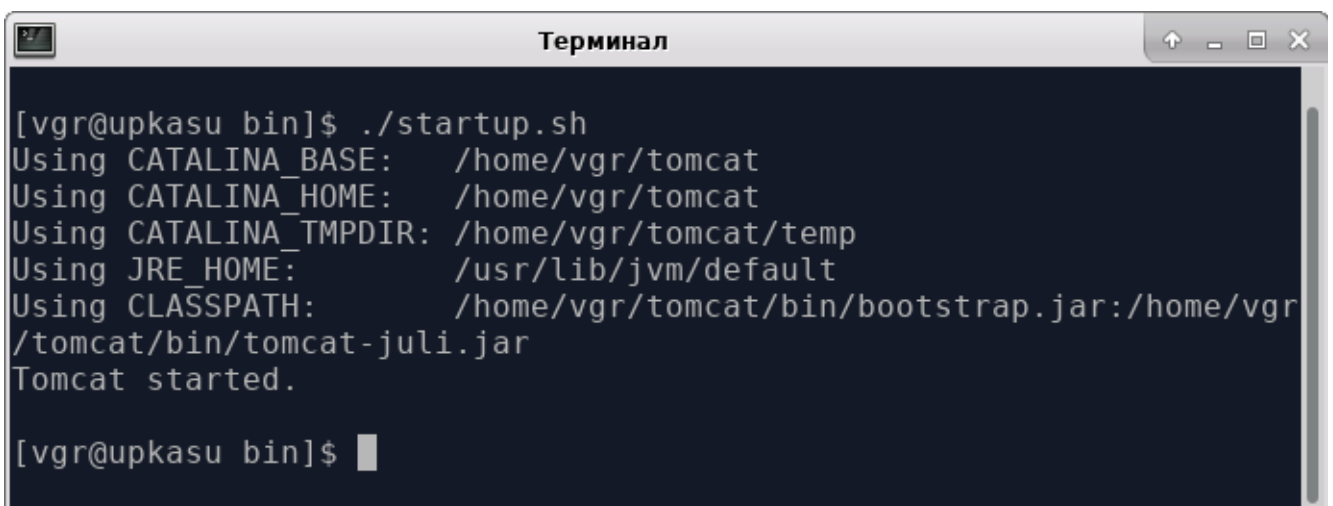 Терминал
[vgr@upkasu bin]$ ./startup.sh
Using CATALINA_BASE:   /home/vgr/tomcat
Using CATALINA_HOME:   /home/vgr/tomcat
Using CATALINA_TMPDIR: /home/vgr/tomcat/temp
Using JRE_HOME:        /usr/lib/jvm/default
Using CLASSPATH:       /home/vgr/tomcat/bin/bootstrap.jar:/home/vgr
/tomcat/bin/tomcat-juli.jar
Tomcat started.
[vgr@upkasu bin]$